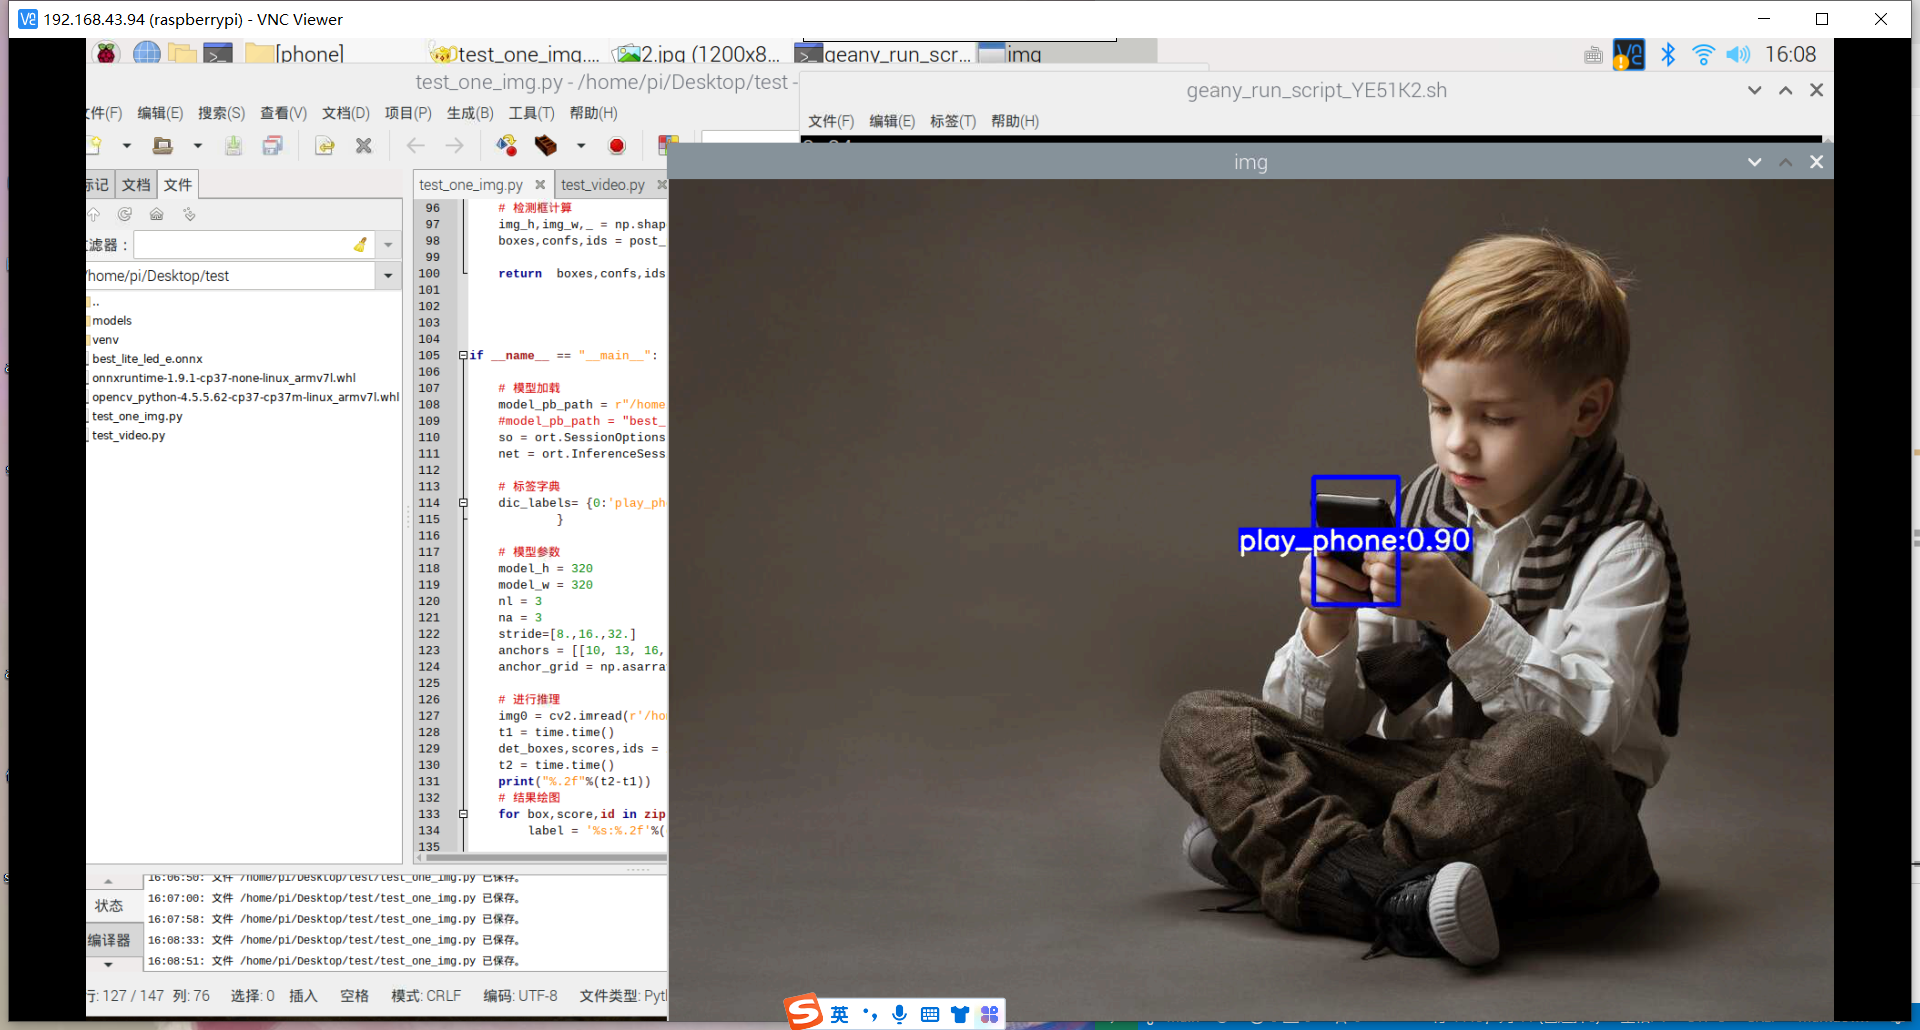 192.168.43.94 (raspberrypi) - VNC Viewer
[phone]
test_one_img....
2.jpg (1200x8...
geany_run_scr...
img
16:08
test_one_img.py - /home/pi/Desktop/test -
文件(F) 编辑(E) 搜索(S) 查看(V) 文档(D) 项目(P) 生成(B) 工具(T) 帮助(H)
geany_run_script_YE51K2.sh
文件(F) 编辑(E) 标签(T) 帮助(H)
img
标记 文档 文件
滤器：
/home/pi/Desktop/test
..
models
venv
best_lite_led_e.onnx
onnxruntime-1.9.1-cp37-none-linux_armv7l.whl
opencv_python-4.5.5.62-cp37-cp37m-linux_armv7l.whl
test_one_img.py
test_video.py
test_one_img.py test_video.py
96 # 检测框计算
97 img_h,img_w,_ = np.shap
98 boxes,confs,ids = post_
99
100 return boxes,confs,ids
101
102
103
104
105 if __name__ == "__main__":
106
107 # 模型加载
108 model_pb_path = r"/home
109 #model_pb_path = "best_
110 so = ort.SessionOptions
111 net = ort.InferenceSess
112
113 # 标签字典
114 dic_labels= {0:'play_ph
115 }
116
117 # 模型参数
118 model_h = 320
119 model_w = 320
120 nl = 3
121 na = 3
122 stride=[8.,16.,32.]
123 anchors = [[10, 13, 16,
124 anchor_grid = np.asarra
125
126 # 进行推理
127 img0 = cv2.imread(r'/ho
128 t1 = time.time()
129 det_boxes,scores,ids =
130 t2 = time.time()
131 print("%.2f"%(t2-t1))
132 # 结果绘图
133 for box,score,id in zip
134 label = '%s:%.2f'%(
135
play_phone:0.90
状态
编译器
16:06:50: 文件 /home/pi/Desktop/test/test_one_img.py 已保存。
16:07:00: 文件 /home/pi/Desktop/test/test_one_img.py 已保存。
16:07:58: 文件 /home/pi/Desktop/test/test_one_img.py 已保存。
16:08:33: 文件 /home/pi/Desktop/test/test_one_img.py 已保存。
16:08:51: 文件 /home/pi/Desktop/test/test_one_img.py 已保存。
行: 127 / 147 列: 76 选择: 0 插入 空格 模式: CRLF 编码: UTF-8 文件类型: Pyt
英